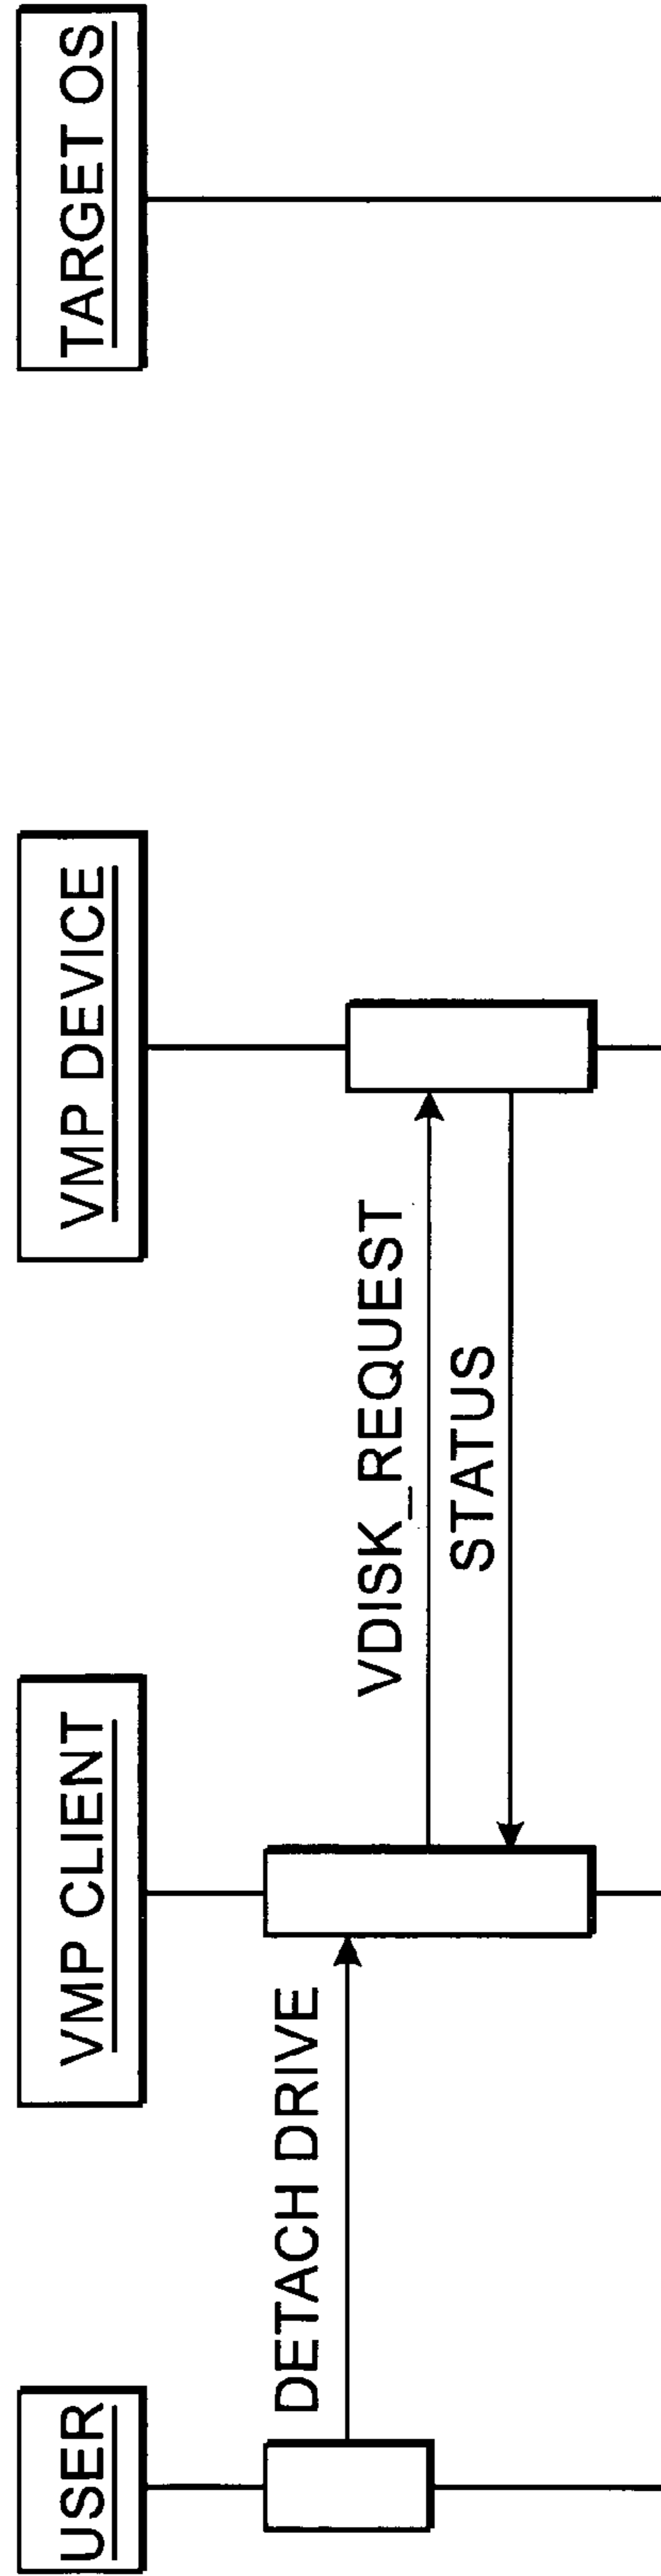 USER
VMP CLIENT
VMP DEVICE
TARGET OS
DETACH DRIVE
VDISK_REQUEST
STATUS